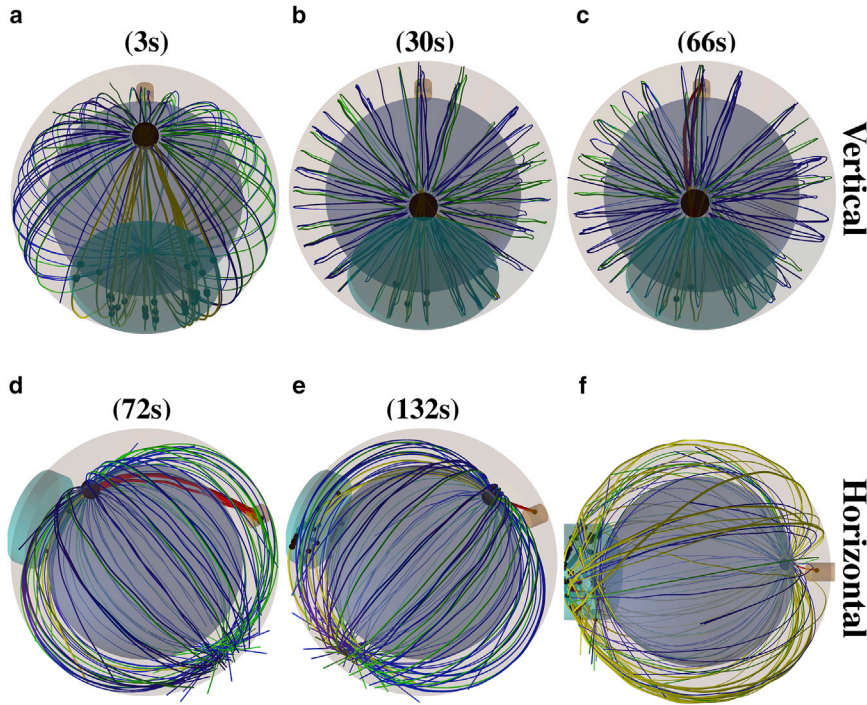 a
b
c
(3s)
(30s)
(66s)
Vertical
d
e
f
(72s)
(132s)
Horizontal